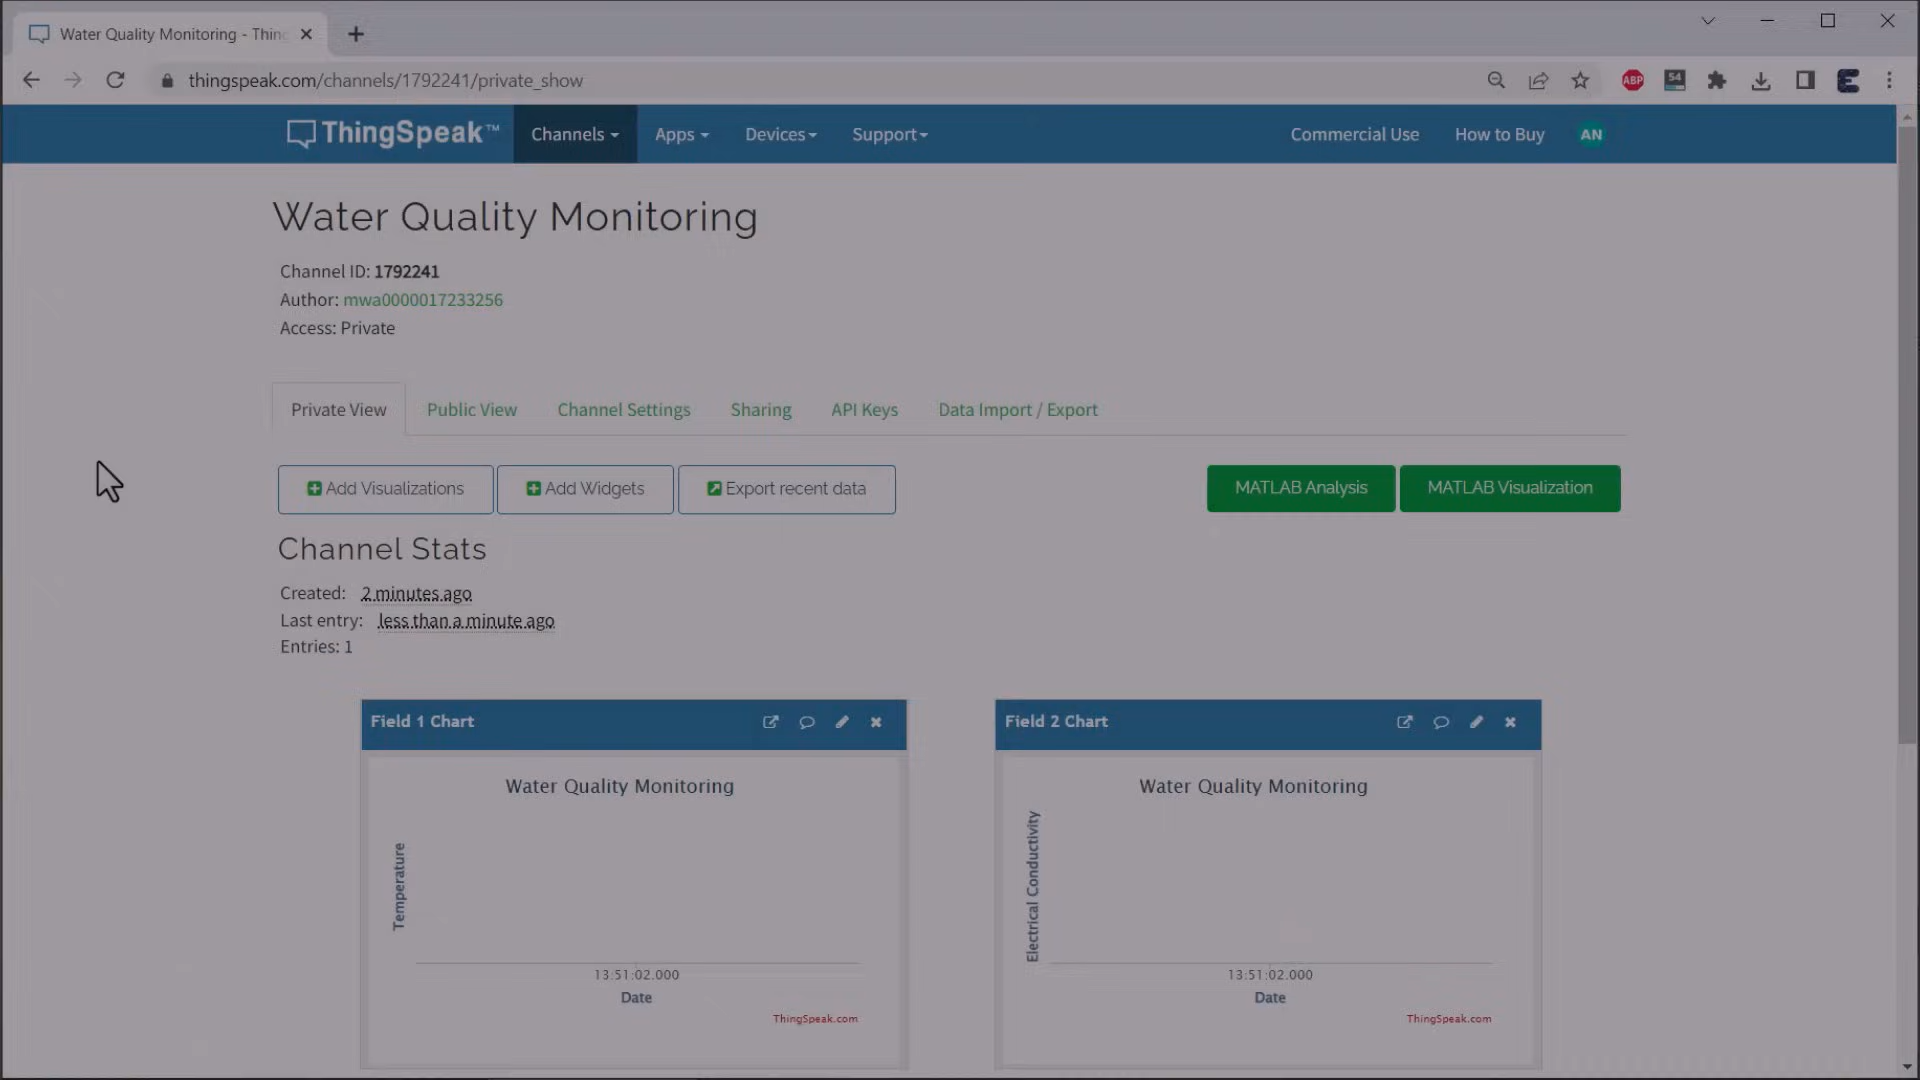 Water Quality Monitoring - Thin
thingspeak.com/channels/1792241/private_show
ABP
54
ThingSpeak™
Channels
Apps
Devices
Support
Commercial Use
How to Buy
AN
Water Quality Monitoring
Channel ID: 1792241
Author: mwa0000017233256
Access: Private
Private View
Public View
Channel Settings
Sharing
API Keys
Data Import / Export
Add Visualizations
Add Widgets
Export recent data
MATLAB Analysis
MATLAB Visualization
Channel Stats
Created: 2 minutes ago
Last entry: less than a minute ago
Entries: 1
Field 1 Chart
Water Quality Monitoring
Temperature
13:51:02.000
Date
ThingSpeak.com
Field 2 Chart
Water Quality Monitoring
Electrical Conductivity
13:51:02.000
Date
ThingSpeak.com